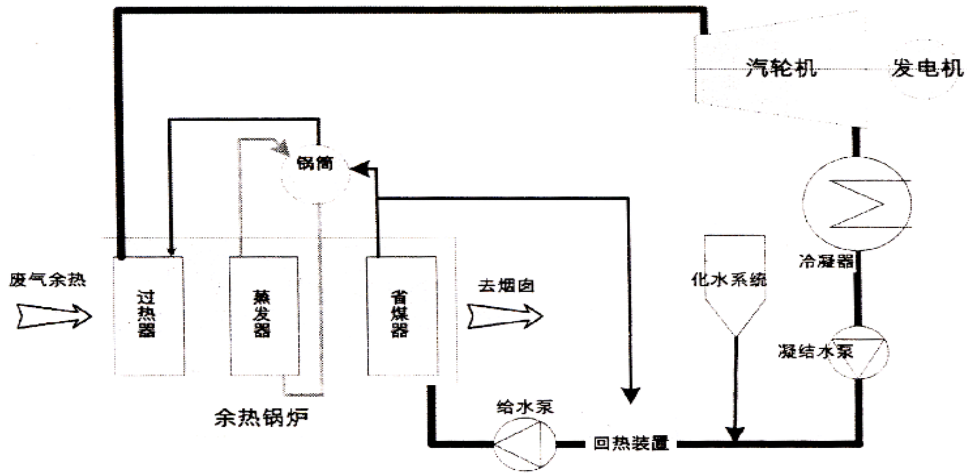 汽轮机
发电机
锅筒
废气余热
过热器
蒸发器
省煤器
去烟囱
化水系统
冷凝器
凝结水泵
余热锅炉
给水泵
回热装置